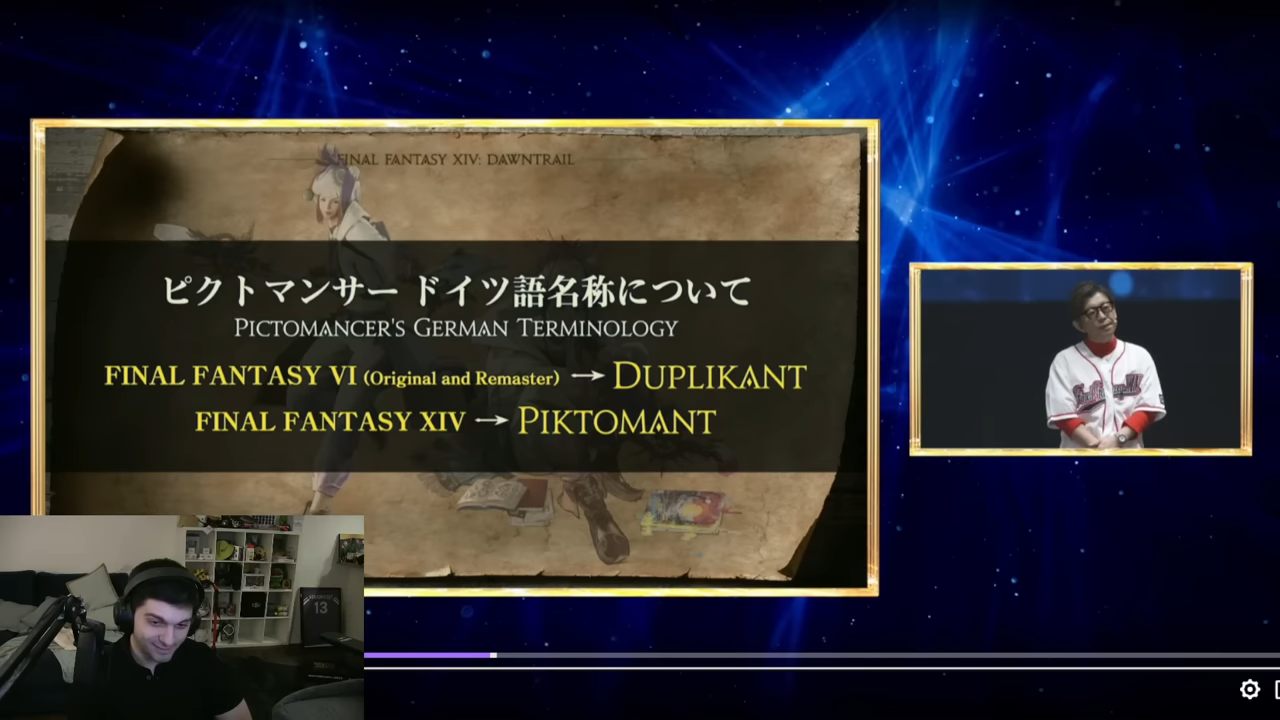 FINAL FANTASY XIV: DAWNTRAIL
ピクトマンサー ドイツ語名称について
PICTOMANCER'S GERMAN TERMINOLOGY
FINAL FANTASY VI (Original and Remaster) → DUPLIKANT
FINAL FANTASY XIV → PIKTOMANT
13